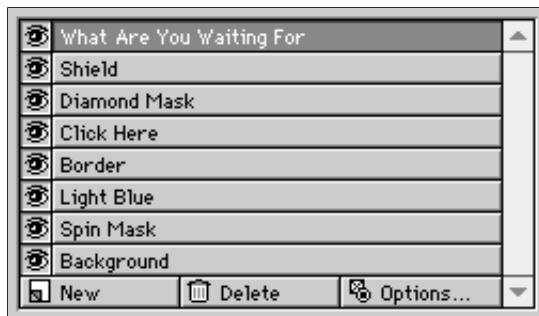 What Are You Waiting For
Shield
Diamond Mask
Click Here
Border
Light Blue
Spin Mask
Background
New Delete Options...